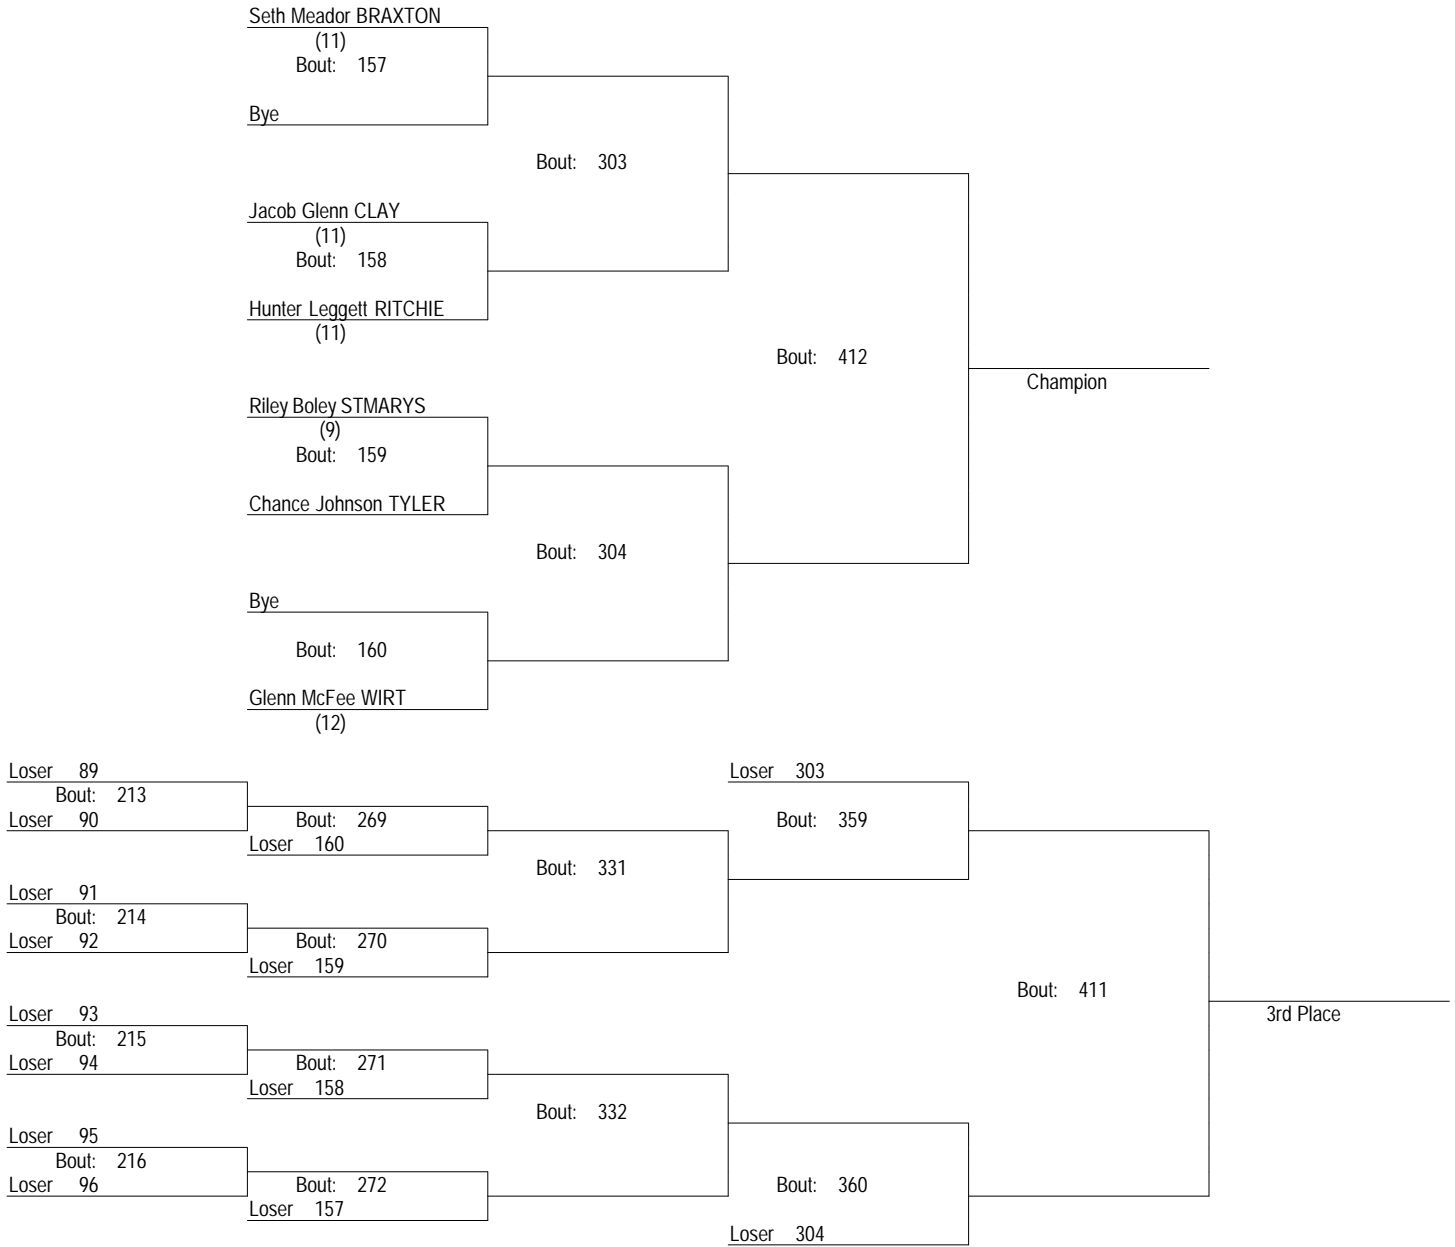 Seth Meador BRAXTON
(11)
Bout: 157
Bye
Bout: 303
Jacob Glenn CLAY
(11)
Bout: 158
Hunter Leggett RITCHIE
(11)
Bout: 412
Champion
Riley Boley STMARYS
(9)
Bout: 159
Chance Johnson TYLER
Bout: 304
Bye
Bout: 160
Glenn McFee WIRT
(12)
Loser 89
Bout: 213
Loser 90
Bout: 269
Loser 160
Loser 303
Bout: 359
Bout: 331
Loser 91
Bout: 214
Loser 92
Bout: 270
Loser 159
Bout: 411
3rd Place
Loser 93
Bout: 215
Loser 94
Bout: 271
Loser 158
Bout: 332
Loser 95
Bout: 216
Loser 96
Bout: 272
Loser 157
Bout: 360
Loser 304